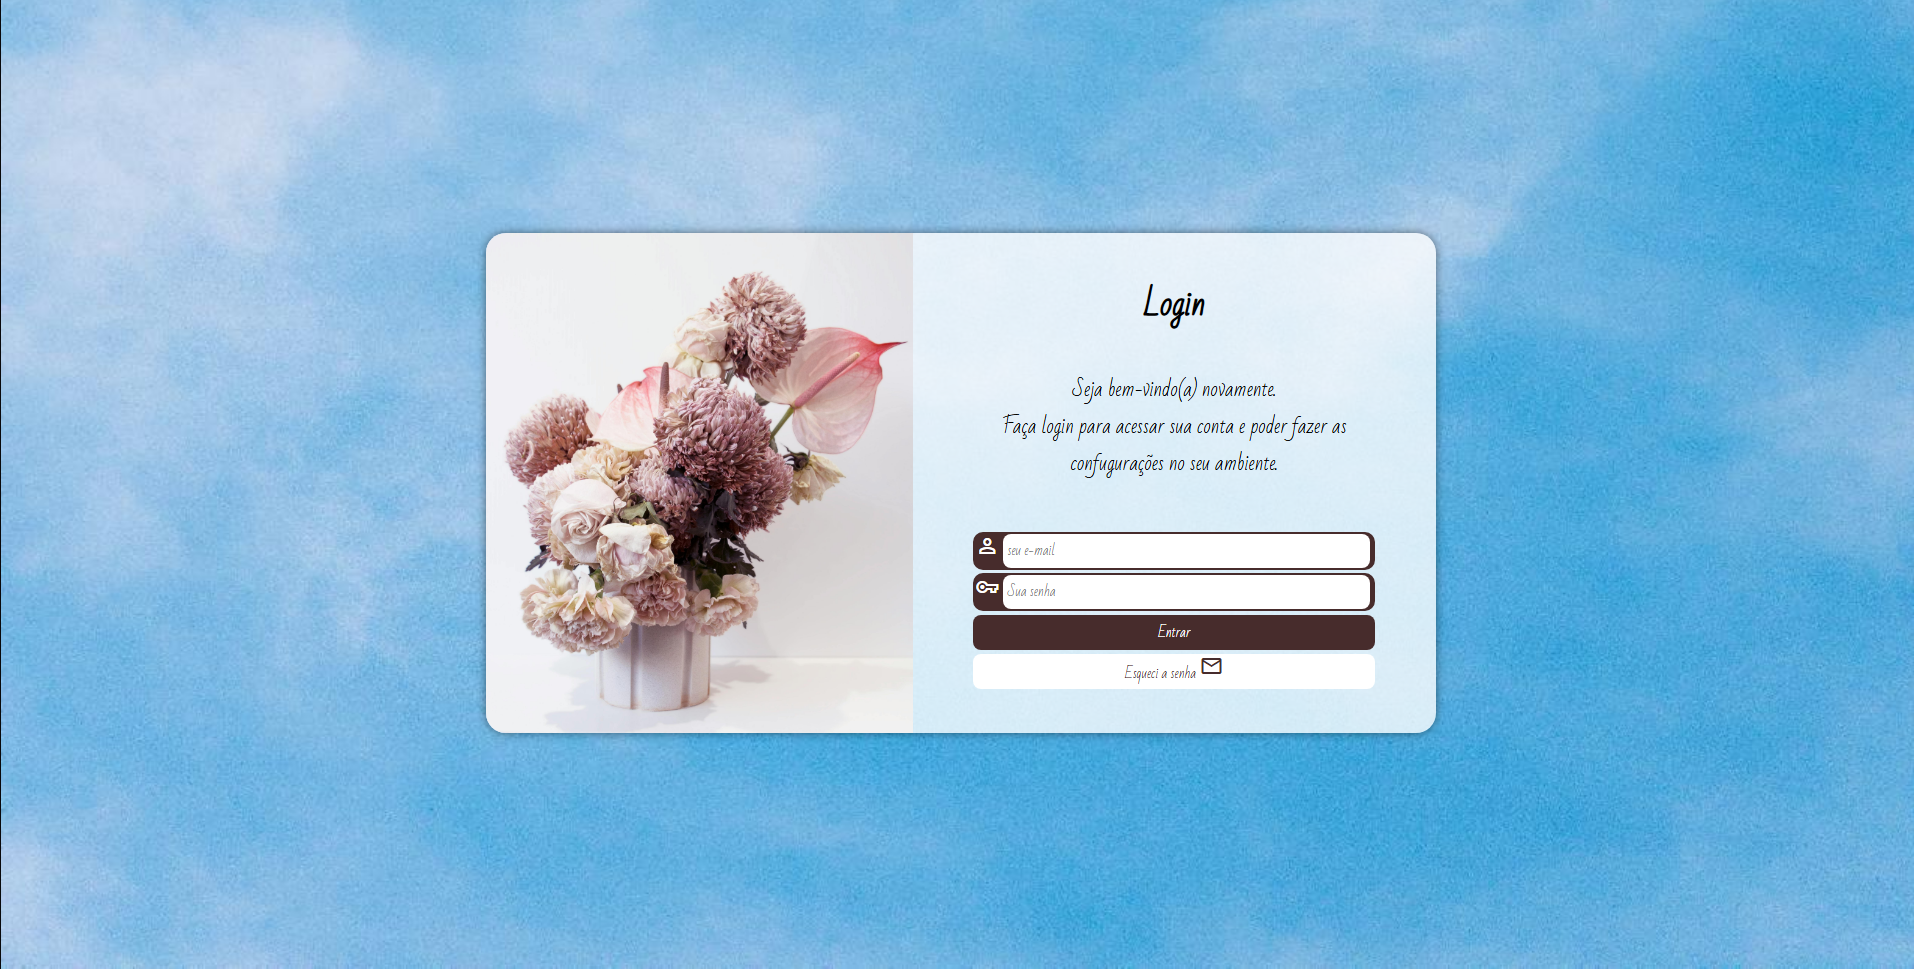 Login
Seja bem-vindo(a) novamente.
Faça login para acessar sua conta e poder fazer as
confugurações no seu ambiente.
seu e-mail
Sua senha
Entrar
Esqueci a senha